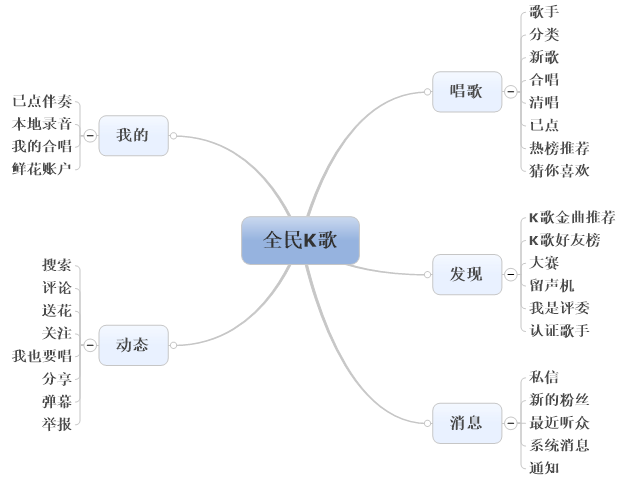 全民K歌
唱歌
歌手
分类
新歌
合唱
清唱
已点
热榜推荐
猜你喜欢
发现
K歌金曲推荐
K歌好友榜
大赛
留声机
我是评委
认证歌手
消息
私信
新的粉丝
最近听众
系统消息
通知
我的
已点伴奏
本地录音
我的合唱
鲜花账户
动态
搜索
评论
送花
关注
我也要唱
分享
弹幕
举报